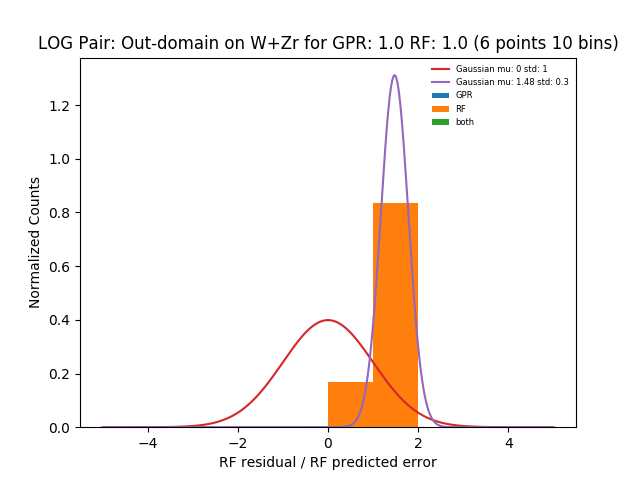 LOG Pair: Out-domain on W+Zr for GPR: 1.0 RF: 1.0 (6 points 10 bins)
Gaussian mu: 0 std: 1
Gaussian mu: 1.48 std: 0.3
GPR
RF
both
Normalized Counts
1.2
1.0
0.8
0.6
0.4
0.2
0.0
−4 −2 0 2 4
RF residual / RF predicted error